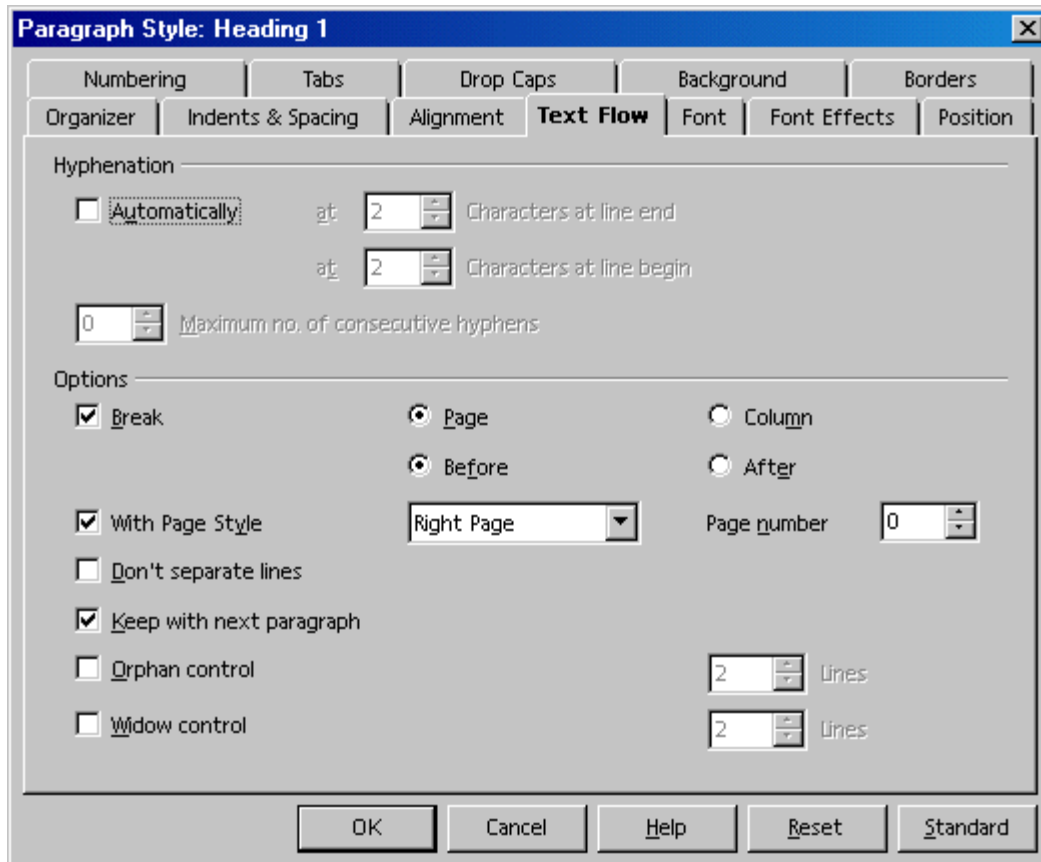 Paragraph Style: Heading 1
Numbering Tabs Drop Caps Background Borders
Organizer Indents & Spacing Alignment Text Flow Font Font Effects Position
Hyphenation
Automatically at 2 Characters at line end
at 2 Characters at line begin
0 Maximum no. of consecutive hyphens
Options
Break Page Column
Before After
With Page Style Right Page Page number 0
Don't separate lines
Keep with next paragraph
Orphan control 2 Lines
Widow control 2 Lines
OK Cancel Help Reset Standard